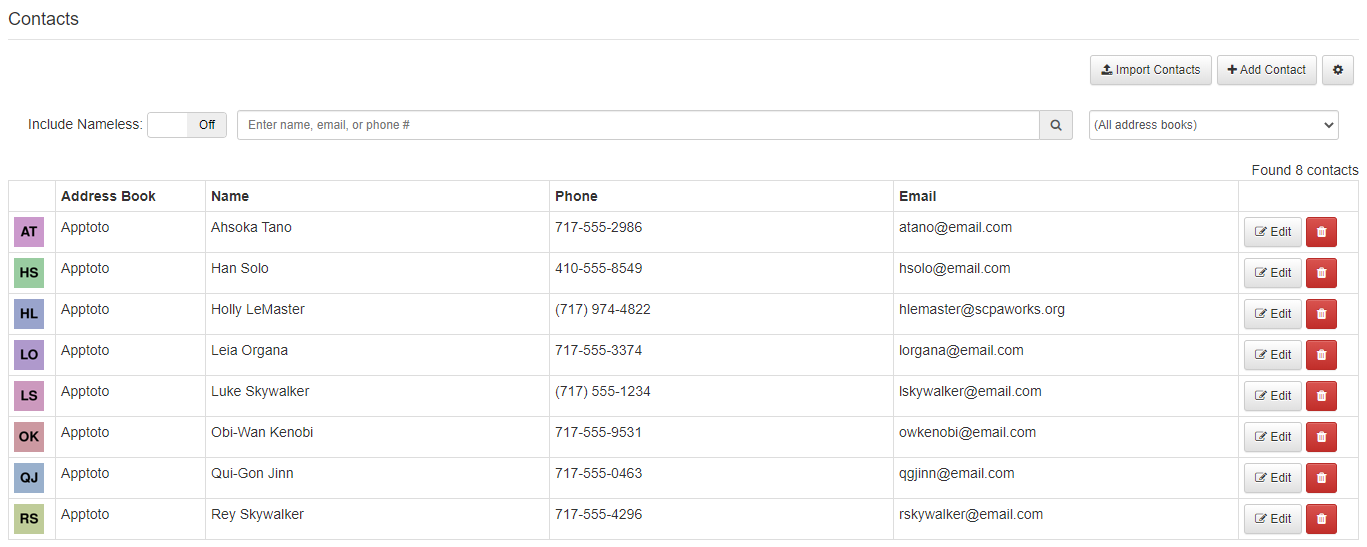 Contacts
Import Contacts Add Contact
Include Nameless: Off Enter name, email, or phone # (All address books)
Found 8 contacts
Address Book Name Phone Email
AT Apptoto Ahsoka Tano 717-555-2986 atano@email.com Edit
HS Apptoto Han Solo 410-555-8549 hsolo@email.com Edit
HL Apptoto Holly LeMaster (717) 974-4822 hlemaster@scpaworks.org Edit
LO Apptoto Leia Organa 717-555-3374 lorgana@email.com Edit
LS Apptoto Luke Skywalker (717) 555-1234 lskywalker@email.com Edit
OK Apptoto Obi-Wan Kenobi 717-555-9531 owkenobi@email.com Edit
QJ Apptoto Qui-Gon Jinn 717-555-0463 qgjinn@email.com Edit
RS Apptoto Rey Skywalker 717-555-4296 rskywalker@email.com Edit